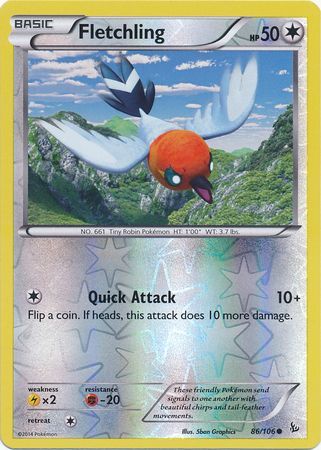 BASIC
Fletchling
HP 50
NO. 661 Tiny Robin Pokémon HT: 1'00" WT: 3.7 lbs.
Quick Attack 10+
Flip a coin. If heads, this attack does 10 more damage.
weakness
×2
resistance
-20
retreat
These friendly Pokémon send
signals to one another with
beautiful chirps and tail-feather
movements.
Illus. 5ban Graphics
86/106
©2014 Pokémon